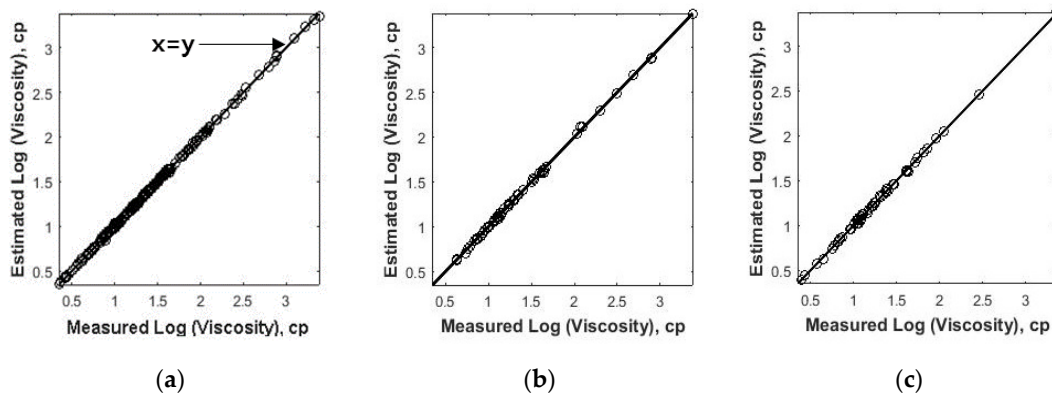 x=y
Estimated Log (Viscosity), cp
3
2.5
2
1.5
1
0.5
0.5 1 1.5 2 2.5 3
Measured Log (Viscosity), cp
(a)
Estimated Log (Viscosity), cp
3
2.5
2
1.5
1
0.5
0.5 1 1.5 2 2.5 3
Measured Log (Viscosity), cp
(b)
Estimated Log (Viscosity), cp
3
2.5
2
1.5
1
0.5
0.5 1 1.5 2 2.5 3
Measured Log (Viscosity), cp
(c)